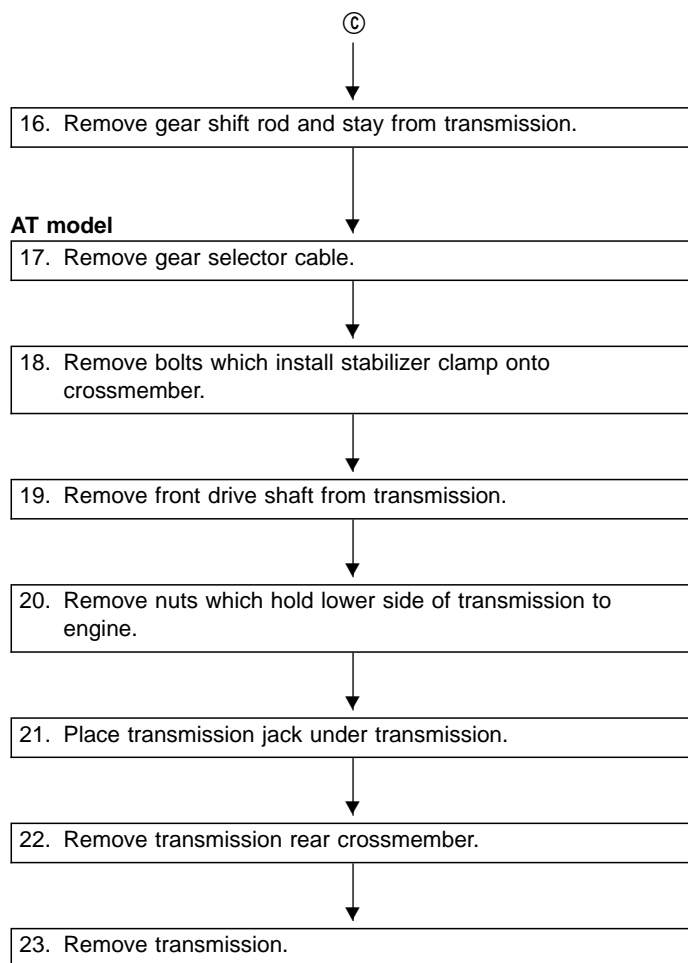 Ⓒ
16. Remove gear shift rod and stay from transmission.
AT model
17. Remove gear selector cable.
18. Remove bolts which install stabilizer clamp onto
crossmember.
19. Remove front drive shaft from transmission.
20. Remove nuts which hold lower side of transmission to
engine.
21. Place transmission jack under transmission.
22. Remove transmission rear crossmember.
23. Remove transmission.